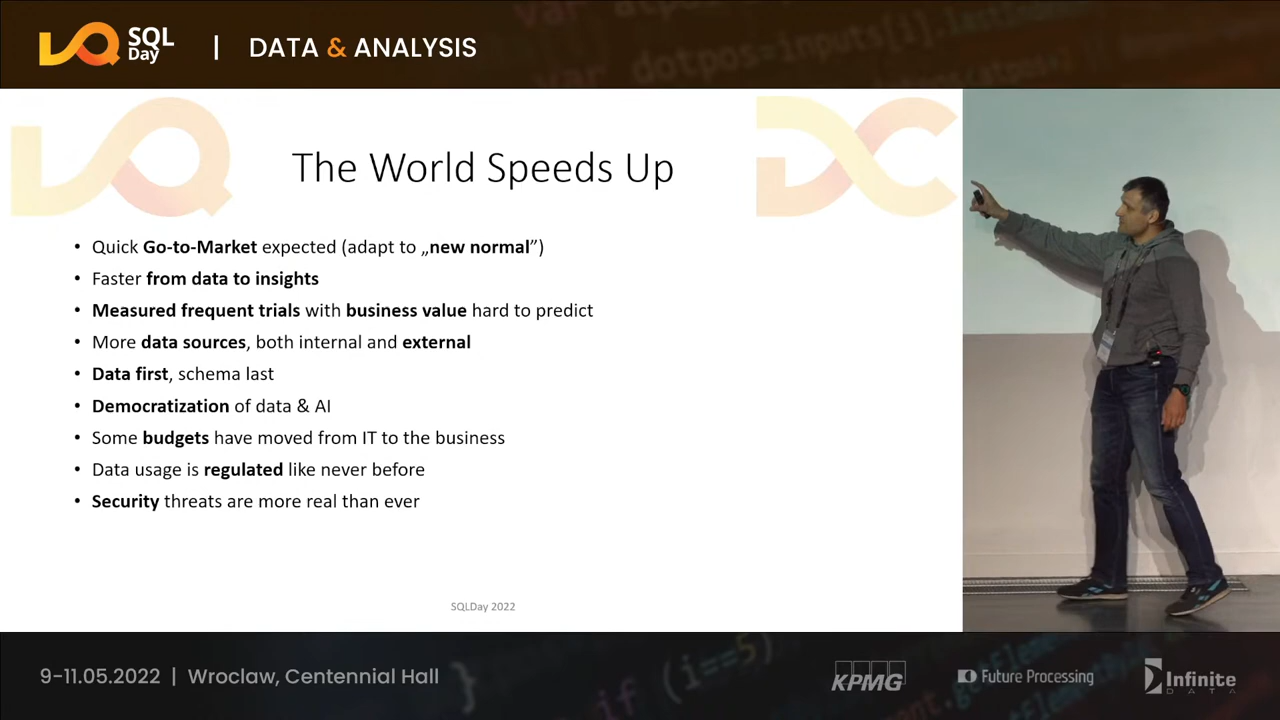 SQL
Day
| DATA & ANALYSIS
The World Speeds Up
• Quick Go-to-Market expected (adapt to „new normal”)
• Faster from data to insights
• Measured frequent trials with business value hard to predict
• More data sources, both internal and external
• Data first, schema last
• Democratization of data & AI
• Some budgets have moved from IT to the business
• Data usage is regulated like never before
• Security threats are more real than ever
SQLDay 2022
9-11.05.2022 | Wroclaw, Centennial Hall
KPMG
Future Processing
Infinite
DATA